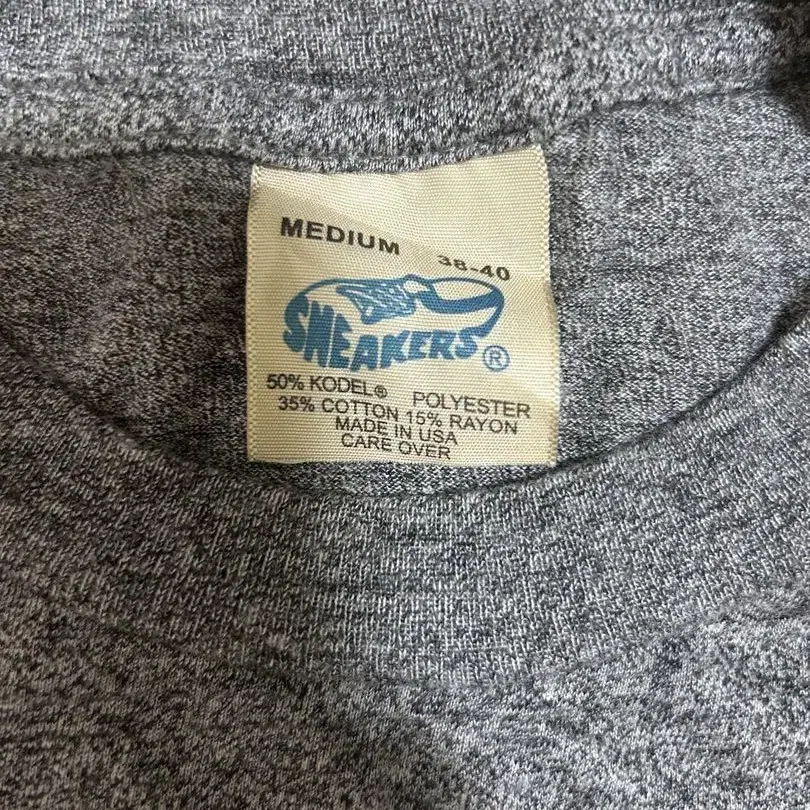 MEDIUM 38-40
SNEAKERS®
50% KODEL® POLYESTER
35% COTTON 15% RAYON
MADE IN USA
CARE OVER